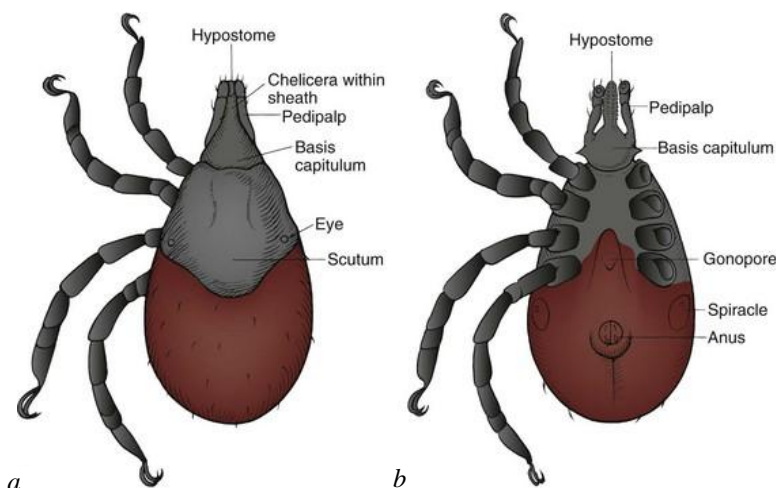 Hypostome
Chelicera within
sheath
Pedipalp
Basis
capitulum
Eye
Scutum
a
Hypostome
Pedipalp
Basis capitulum
Gonopore
Spiracle
Anus
b